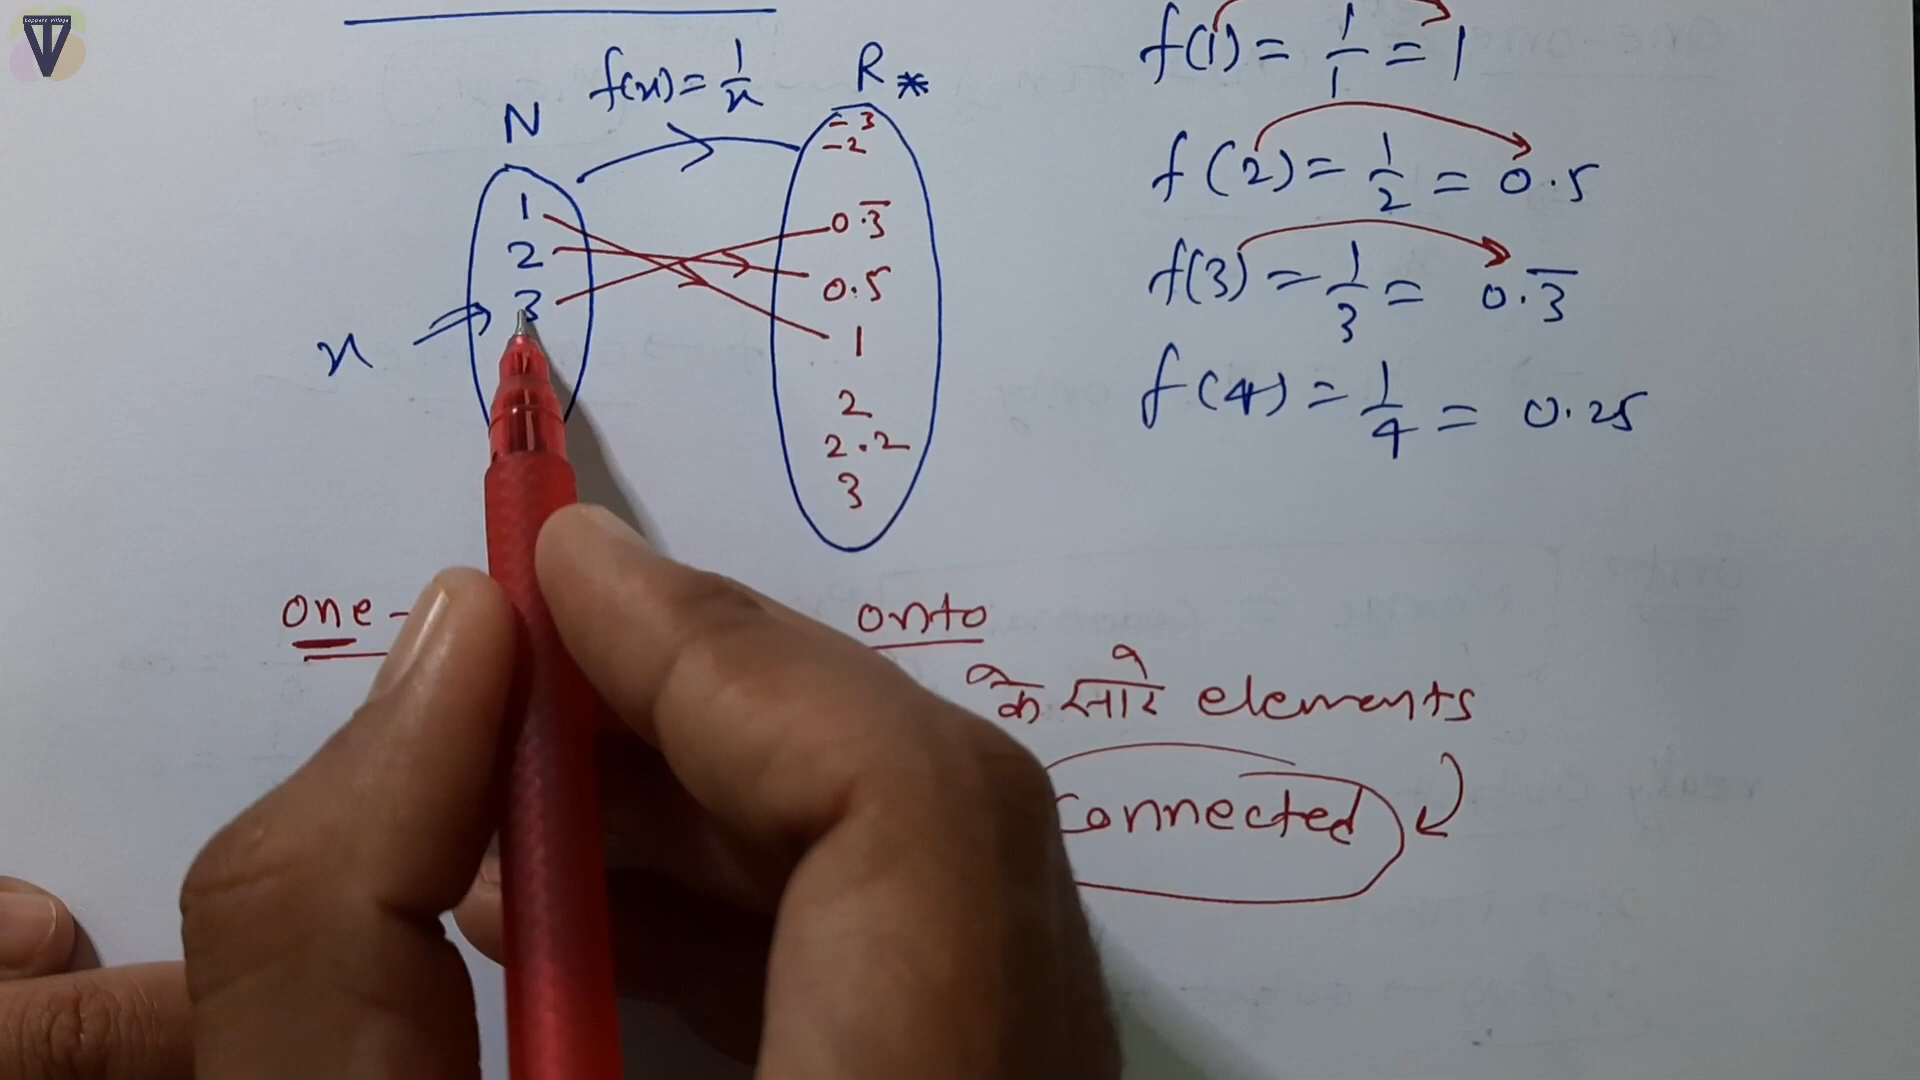 toppers village
f(x) = 1/x
N
R*
1
2
3
x
-3
-2
0.3̅
0.5
1
2
2.2
3
f(1) = 1/1 = 1
f(2) = 1/2 = 0.5
f(3) = 1/3 = 0.3̅
f(4) = 1/4 = 0.25
one-
onto
के सारे elements
connected